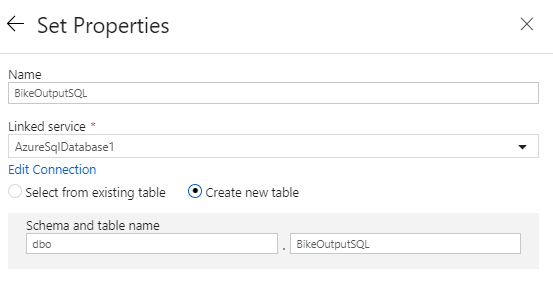 Set Properties
Name
BikeOutputSQL
Linked service *
AzureSqlDatabase1
Edit Connection
Select from existing table Create new table
Schema and table name
dbo . BikeOutputSQL